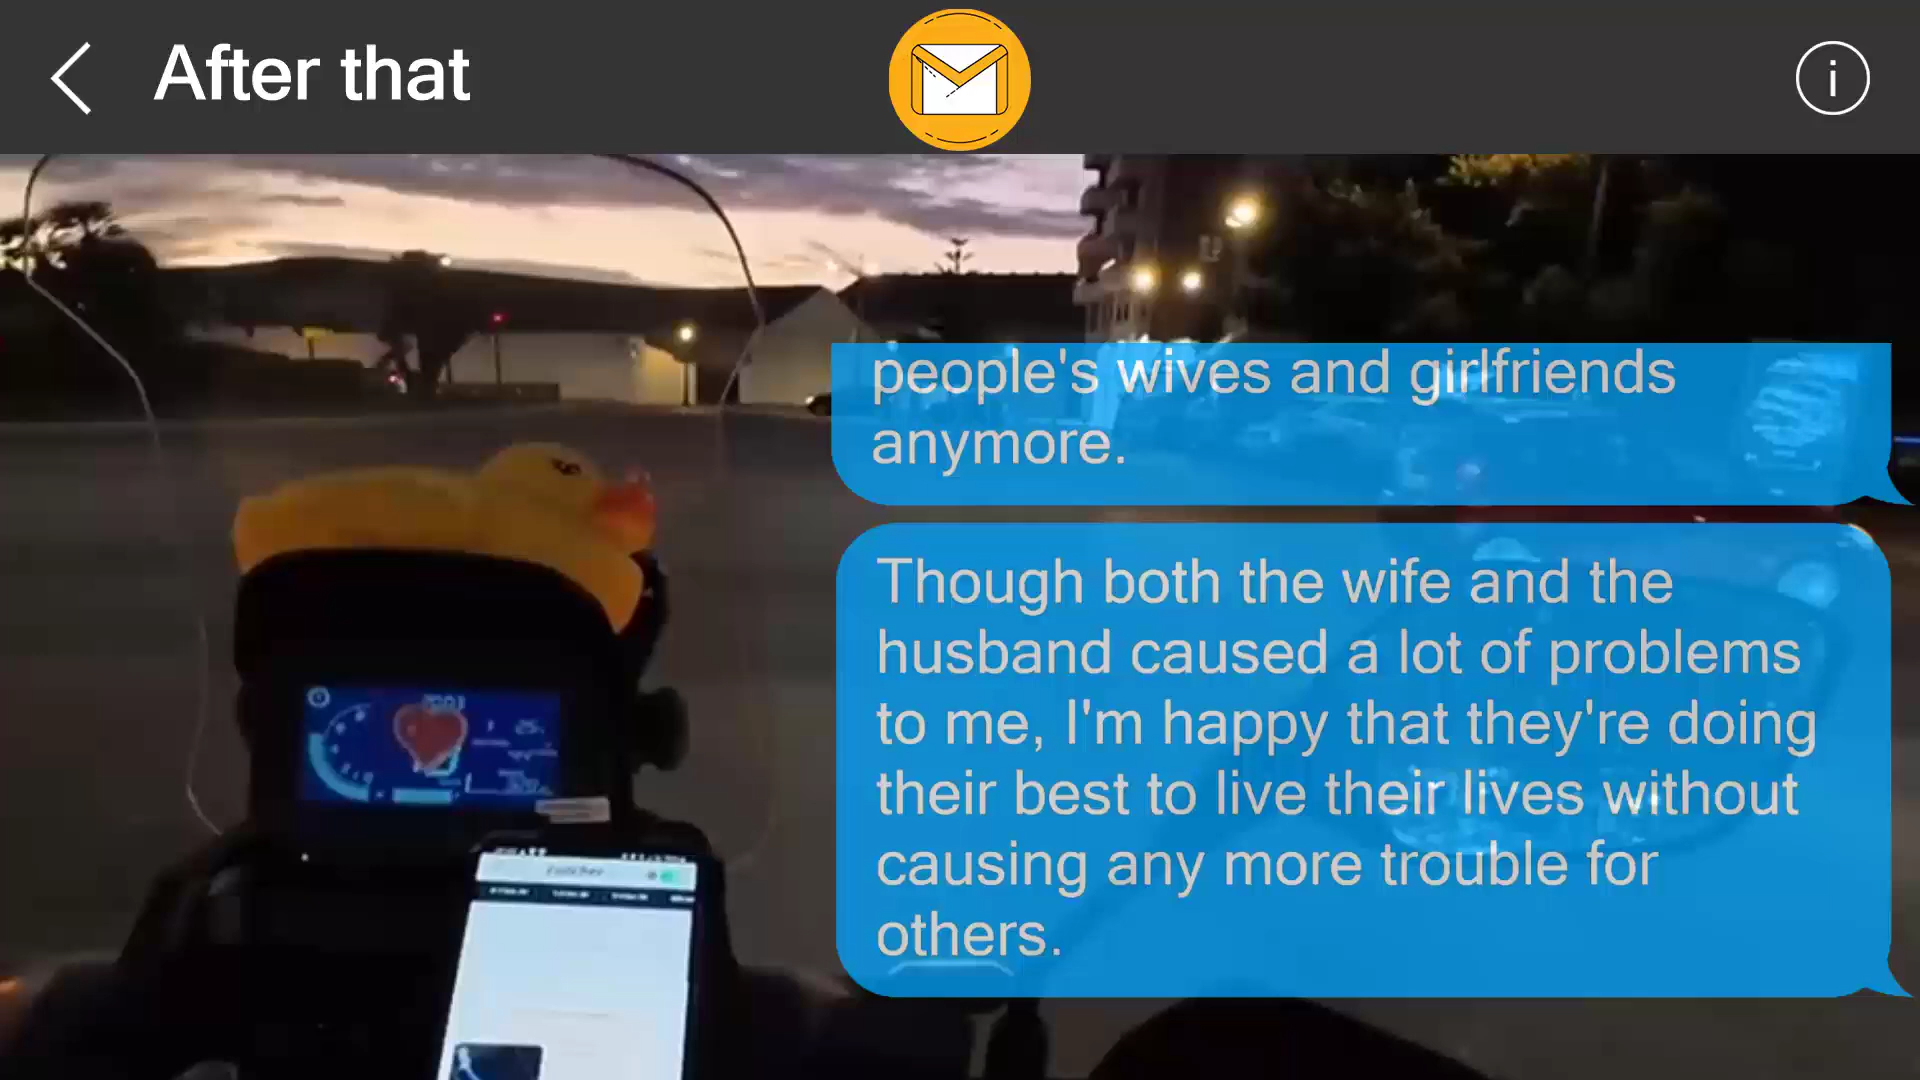 After that
people's wives and girlfriends
anymore.
Though both the wife and the
husband caused a lot of problems
to me, I'm happy that they're doing
their best to live their lives without
causing any more trouble for
others.